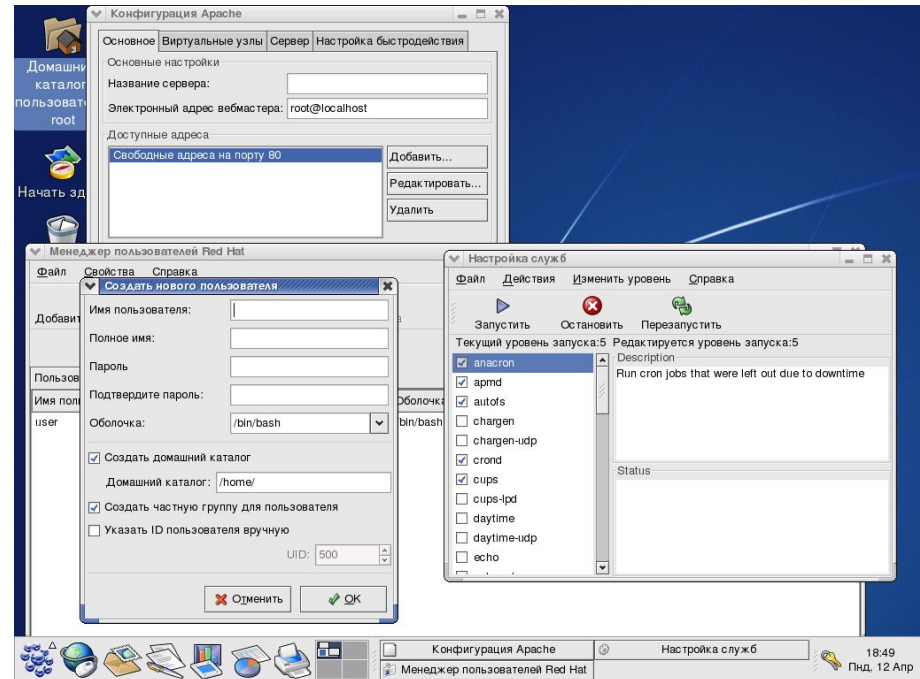 Домашни
каталог
пользоват
root
Начать зд
Конфигурация Apache
Основное Виртуальные узлы Сервер Настройка быстродействия
Основные настройки
Название сервера:
Электронный адрес вебмастера: root@localhost
Доступные адреса
Свободные адреса на порту 80
Добавить...
Редактировать...
Удалить
Менеджер пользователей Red Hat
Файл Свойства Справка
Добавит
Пользов
Имя пол
Оболочка
user
bin/bash
Создать нового пользователя
Имя пользователя:
Полное имя:
Пароль
Подтвердите пароль:
Оболочка: /bin/bash
Создать домашний каталог
Домашний каталог: /home/
Создать частную группу для пользователя
Указать ID пользователя вручную
UID: 500
Отменить
OK
Настройка служб
Файл Действия Изменить уровень Справка
Запустить Остановить Перезапустить
Текущий уровень запуска:5 Редактируется уровень запуска:5
anacron
apmd
autofs
chargen
chargen-udp
crond
cups
cups-lpd
daytime
daytime-udp
echo
Description
Run cron jobs that were left out due to downtime
Status
Конфигурация Apache
Настройка служб
Менеджер пользователей Red Hat
18:49
Пнд, 12 Апр